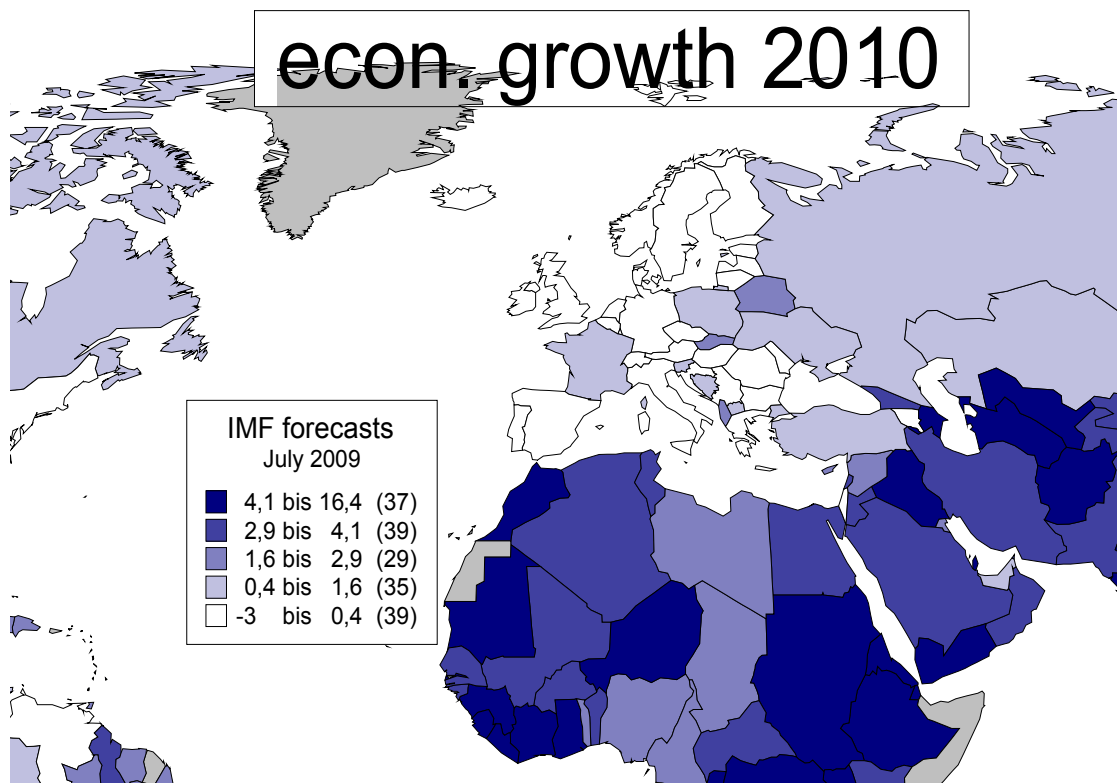 econ. growth 2010
IMF forecasts
July 2009
4,1 bis 16,4 (37)
2,9 bis 4,1 (39)
1,6 bis 2,9 (29)
0,4 bis 1,6 (35)
-3 bis 0,4 (39)